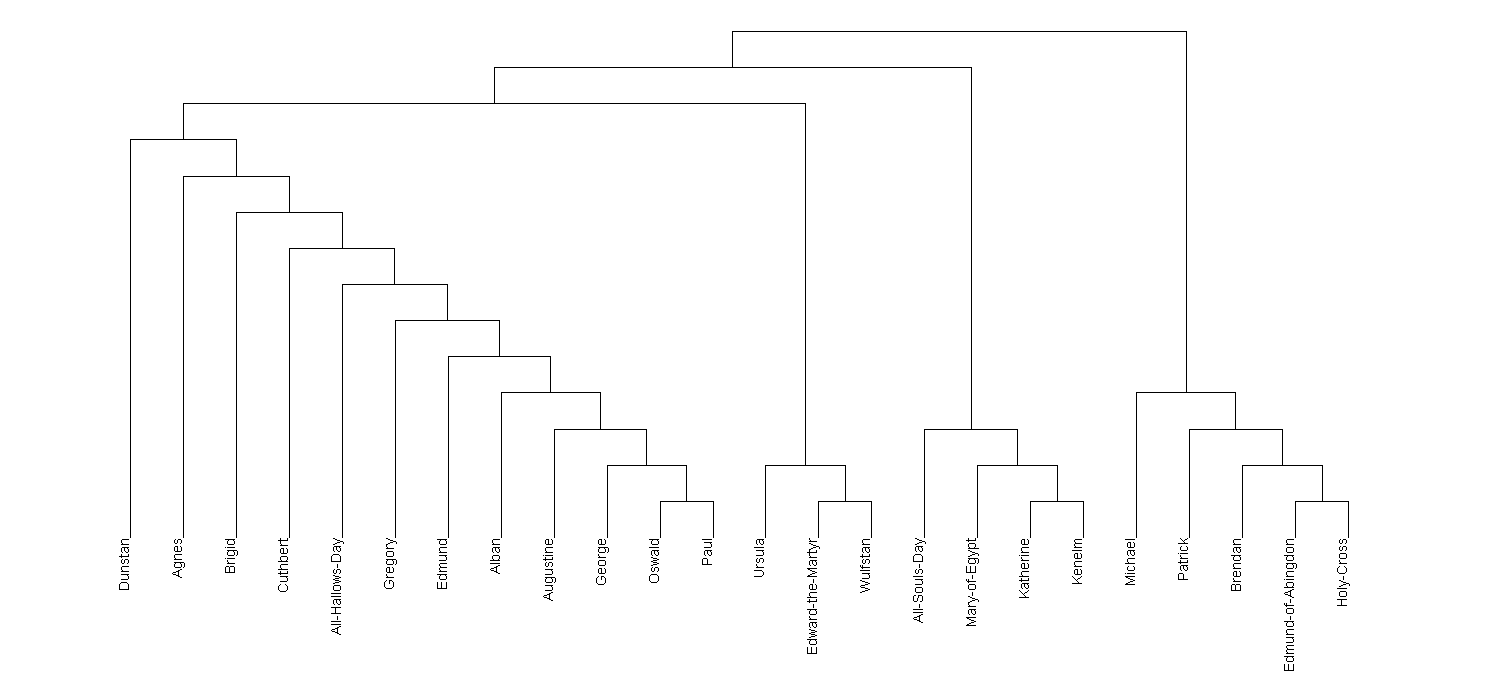 Dunstan
Agnes
Brigid
Cuthbert
All-Hallows-Day
Gregory
Edmund
Alban
Augustine
George
Oswald
Paul
Ursula
Edward-the-Martyr
Wulfstan
All-Souls-Day
Mary-of-Egypt
Katherine
Kenelm
Michael
Patrick
Brendan
Edmund-of-Abingdon
Holy-Cross